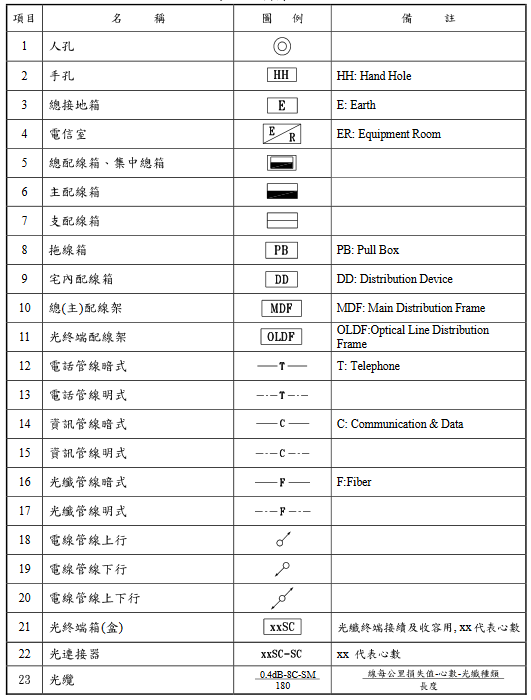 項目 名 稱 圖 例 備 註
1 人孔
2 手孔 HH HH: Hand Hole
3 總接地箱 E E: Earth
4 電信室 E R ER: Equipment Room
5 總配線箱、集中總箱
6 主配線箱
7 支配線箱
8 拖線箱 PB PB: Pull Box
9 宅內配線箱 DD DD: Distribution Device
10 總(主)配線架 MDF MDF: Main Distribution Frame
11 光終端配線架 OLDF OLDF:Optical Line Distribution
Frame
12 電話管線暗式 T T: Telephone
13 電話管線明式 T
14 資訊管線暗式 C C: Communication & Data
15 資訊管線明式 C
16 光纖管線暗式 F F:Fiber
17 光纖管線明式 F
18 電線管線上行
19 電線管線下行
20 電線管線上下行
21 光終端箱(盒) xxSC 光纖終端接續及收容用, xx 代表心數
22 光連接器 xxSC-SC xx 代表心數
23 光纜 0.4dB-8C-SM 線每公里損失值-心數-光纖種類
180 長度